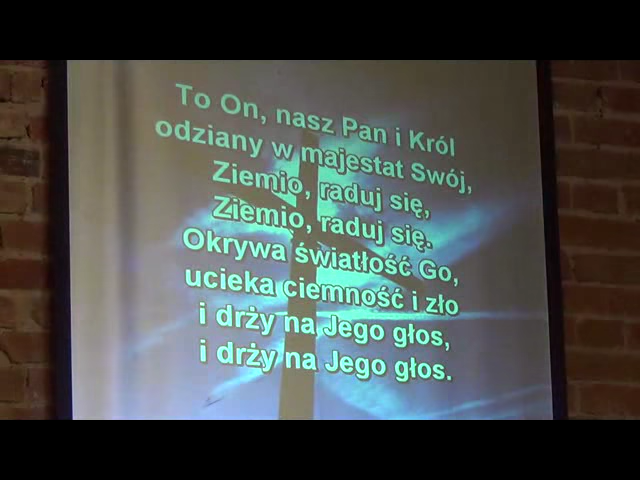 To On, nasz Pan i Król
odziany w majestat Swój,
Ziemio, raduj się,
Ziemio, raduj się.
Okrywa światłość Go,
ucieka ciemność i zło
i drży na Jego głos,
i drży na Jego głos.